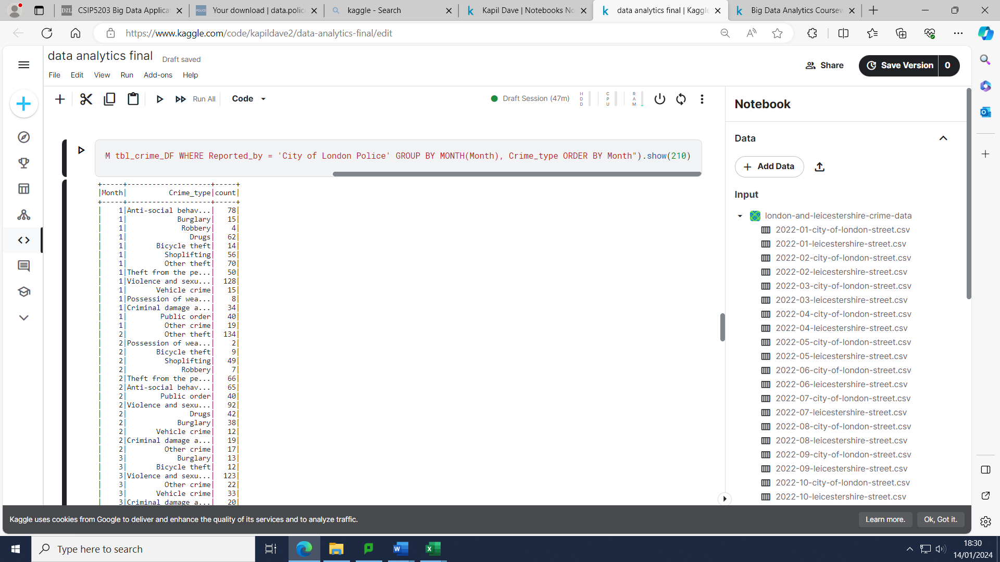 CSIP5203 Big Data Applicat
Your download | data.polic
kaggle - Search
Kapil Dave | Notebooks No
data analytics final | Kaggle
Big Data Analytics Coursew
https://www.kaggle.com/code/kapildave2/data-analytics-final/edit
data analytics final
Draft saved
File Edit View Run Add-ons Help
Share
Save Version 0
Run All
Code
Draft Session (47m)
HDD
CPU
RAM
M tbl_crime_DF WHERE Reported_by = 'City of London Police' GROUP BY MONTH(Month), Crime_type ORDER BY Month").show(210)
+-----+--------------------+-----+
|Month|          Crime_type|count|
+-----+--------------------+-----+
|    1|Anti-social behav...|   78|
|    1|            Burglary|   15|
|    1|             Robbery|    4|
|    1|               Drugs|   62|
|    1|       Bicycle theft|   14|
|    1|         Shoplifting|   56|
|    1|         Other theft|   70|
|    1|Theft from the pe...|   50|
|    1|Violence and sexu...|  128|
|    1|       Vehicle crime|   15|
|    1|Possession of wea...|    8|
|    1|Criminal damage a...|   34|
|    1|        Public order|   40|
|    1|         Other crime|   19|
|    2|         Other theft|  134|
|    2|Possession of wea...|    2|
|    2|       Bicycle theft|    9|
|    2|         Shoplifting|   49|
|    2|             Robbery|    7|
|    2|Theft from the pe...|   66|
|    2|Anti-social behav...|   65|
|    2|        Public order|   40|
|    2|Violence and sexu...|   92|
|    2|               Drugs|   42|
|    2|            Burglary|   38|
|    2|       Vehicle crime|   12|
|    2|Criminal damage a...|   19|
|    2|         Other crime|   17|
|    3|            Burglary|   13|
|    3|       Bicycle theft|   12|
|    3|Violence and sexu...|  123|
|    3|         Other crime|   22|
|    3|       Vehicle crime|   33|
|    3|Criminal damage a...|   20|
Notebook
Data
Add Data
Input
london-and-leicestershire-crime-data
2022-01-city-of-london-street.csv
2022-01-leicestershire-street.csv
2022-02-city-of-london-street.csv
2022-02-leicestershire-street.csv
2022-03-city-of-london-street.csv
2022-03-leicestershire-street.csv
2022-04-city-of-london-street.csv
2022-04-leicestershire-street.csv
2022-05-city-of-london-street.csv
2022-05-leicestershire-street.csv
2022-06-city-of-london-street.csv
2022-06-leicestershire-street.csv
2022-07-city-of-london-street.csv
2022-07-leicestershire-street.csv
2022-08-city-of-london-street.csv
2022-08-leicestershire-street.csv
2022-09-city-of-london-street.csv
2022-09-leicestershire-street.csv
2022-10-city-of-london-street.csv
2022-10-leicestershire-street.csv
Kaggle uses cookies from Google to deliver and enhance the quality of its services and to analyze traffic.
Learn more.
Ok, Got it.
Type here to search
18:30
14/01/2024